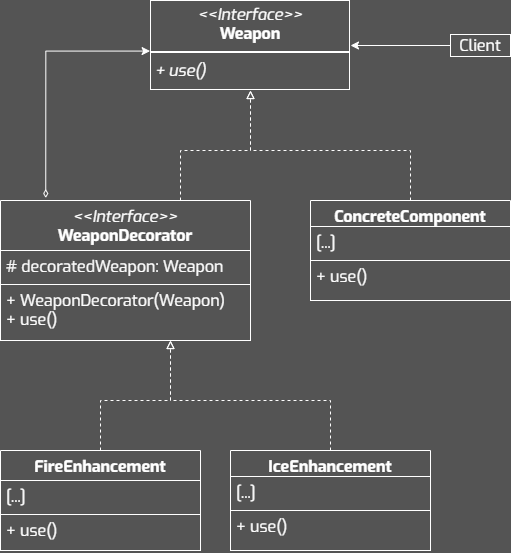 <<Interface>>
Weapon
+ use()
Client
<<Interface>>
WeaponDecorator
# decoratedWeapon: Weapon
+ WeaponDecorator(Weapon)
+ use()
ConcreteComponent
[...]
+ use()
FireEnhancement
[...]
+ use()
IceEnhancement
[...]
+ use()